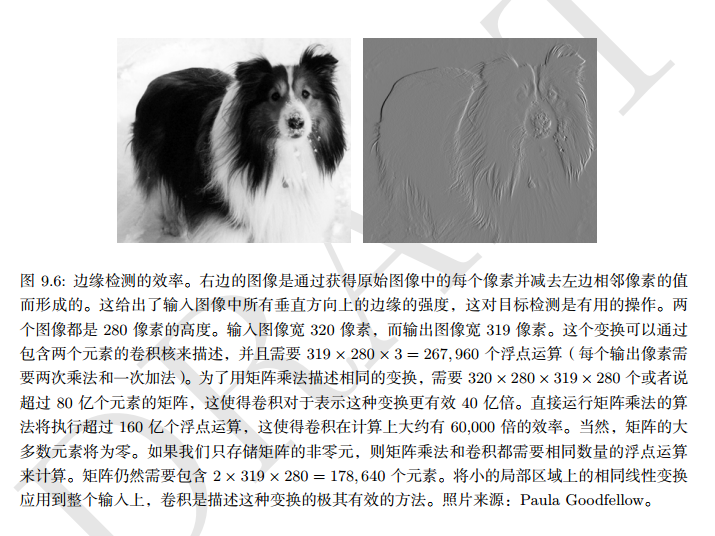 图 9.6: 边缘检测的效率。右边的图像是通过获得原始图像中的每个像素并减去左边相邻像素的值
而形成的。这给出了输入图像中所有垂直方向上的边缘的强度，这对目标检测是有用的操作。两
个图像都是 280 像素的高度。输入图像宽 320 像素，而输出图像宽 319 像素。这个变换可以通过
包含两个元素的卷积核来描述，并且需要 319 × 280 × 3 = 267, 960 个浮点运算（每个输出像素需
要两次乘法和一次加法）。为了用矩阵乘法描述相同的变换，需要 320 × 280 × 319 × 280 个或者说
超过 80 亿个元素的矩阵，这使得卷积对于表示这种变换更有效 40 亿倍。直接运行矩阵乘法的算
法将执行超过 160 亿个浮点运算，这使得卷积在计算上大约有 60,000 倍的效率。当然，矩阵的大
多数元素将为零。如果我们只存储矩阵的非零元，则矩阵乘法和卷积都需要相同数量的浮点运算
来计算。矩阵仍然需要包含 2 × 319 × 280 = 178, 640 个元素。将小的局部区域上的相同线性变换
应用到整个输入上，卷积是描述这种变换的极其有效的方法。照片来源：Paula Goodfellow。
DRAFT